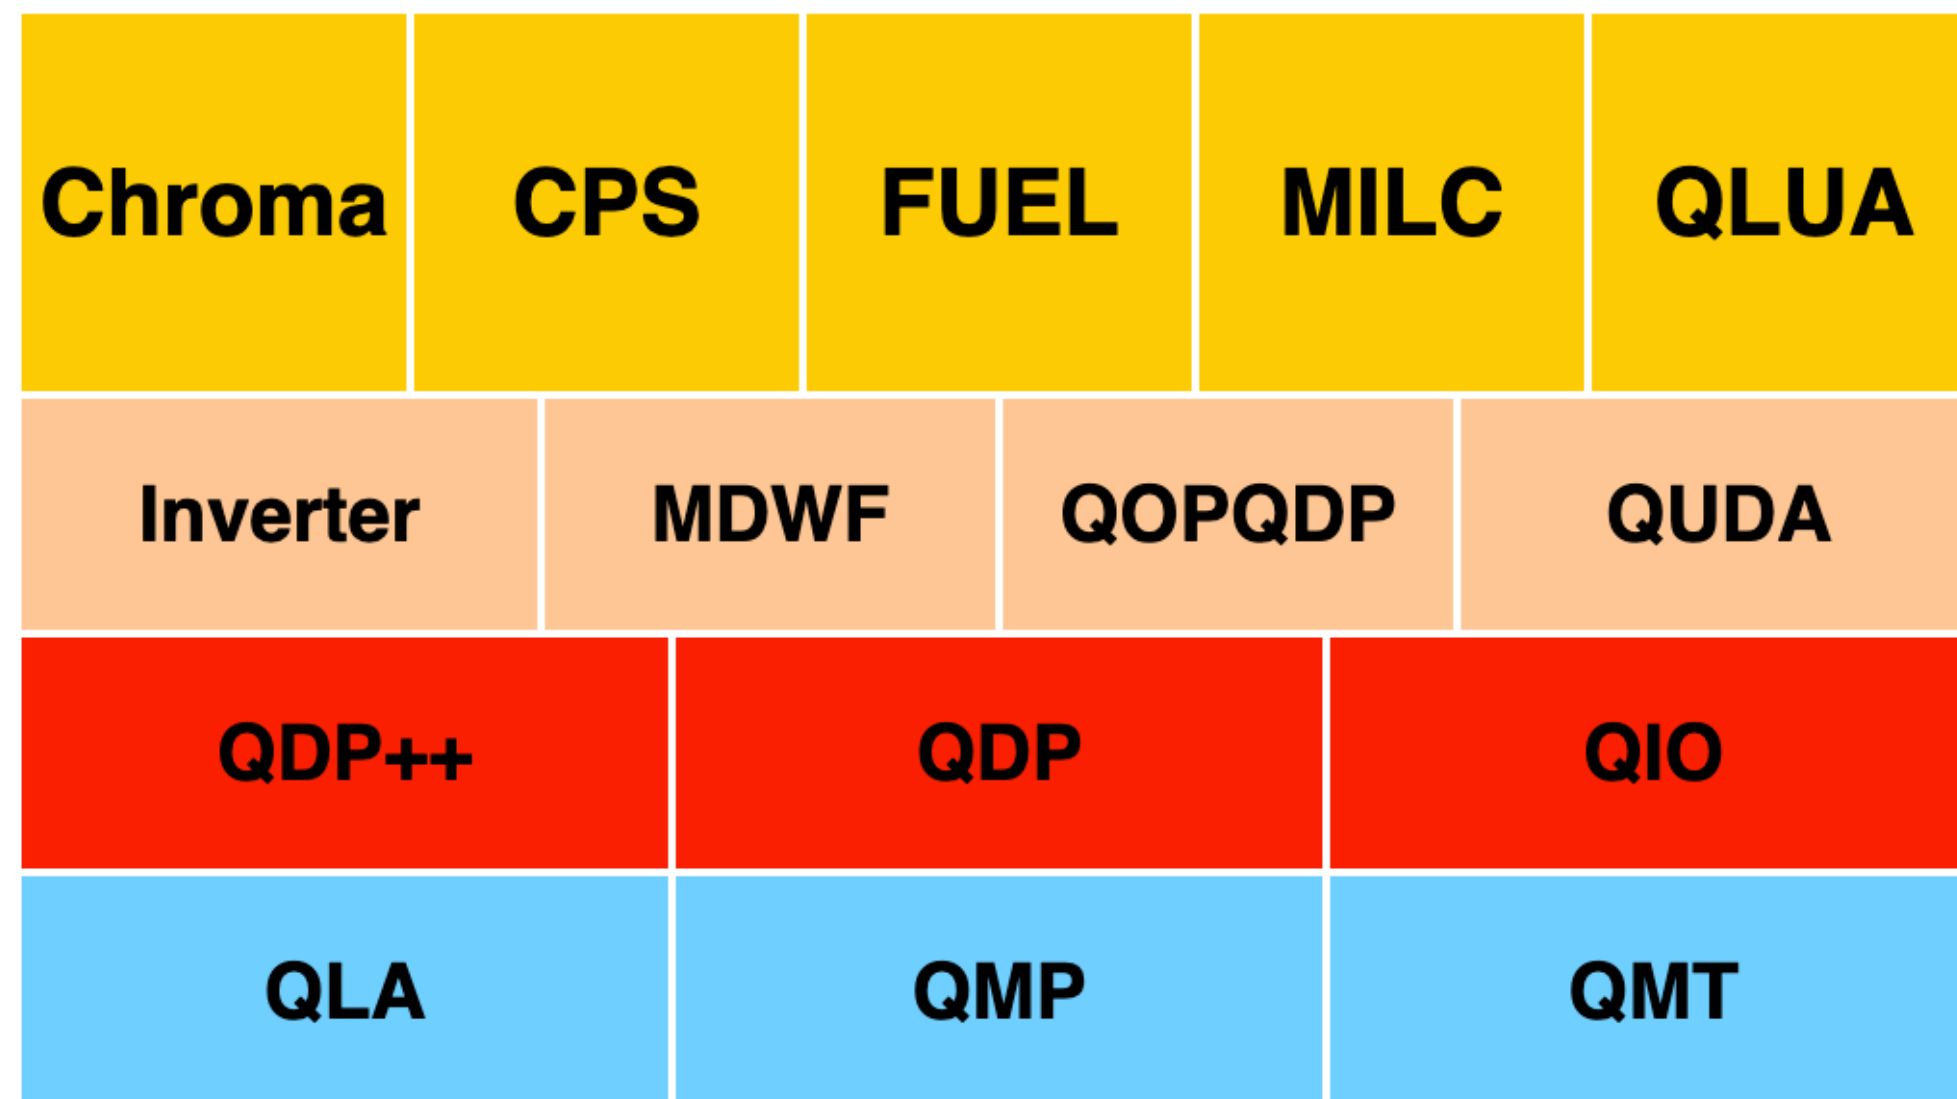 Chroma CPS FUEL MILC QLUA
Inverter MDWF QOPQDP QUDA
QDP++ QDP QIO
QLA QMP QMT